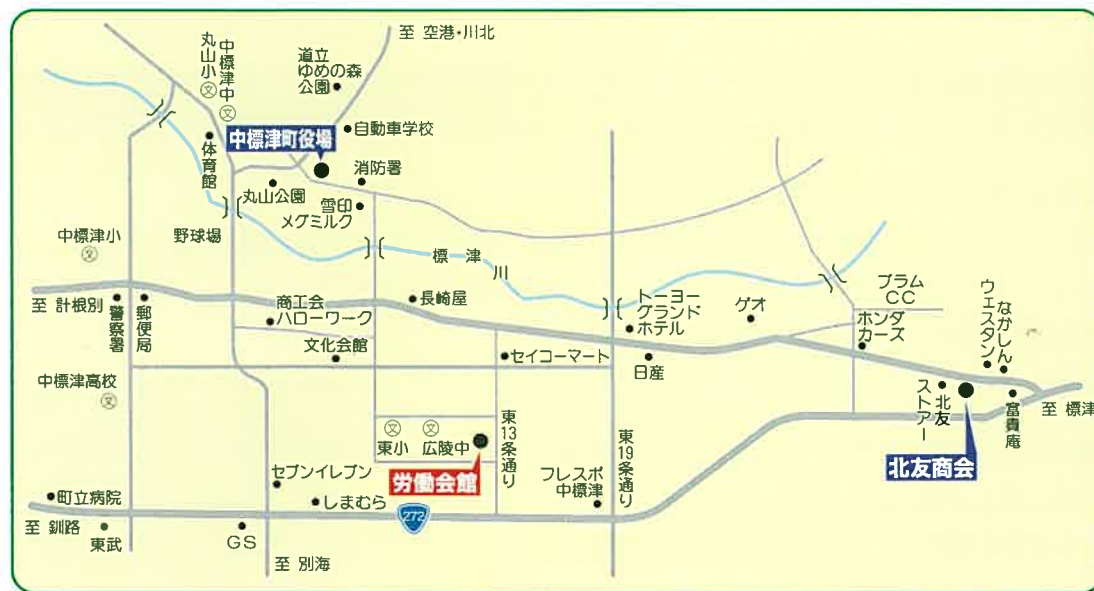 至 空港・川北
道立
ゆめの森
公園
中標津中
丸山小
文
文
自動車学校
中標津町役場
体育館
消防署
丸山公園
雪印
メグミルク
中標津小
文
野球場
標津川
至 計根別
警察署
郵便局
商工会
ハローワーク
長崎屋
文化会館
セイコーマート
トーヨー
グランド
ホテル
日産
ゲオ
プラム
CC
ホンダ
カーズ
ウェスタン
なかしん
北友
ストアー
富貴庵
至 標津
北友商会
中標津高校
文
文
文
東小
広陵中
労働会館
東13条通り
東19条通り
フレスポ
中標津
セブンイレブン
しまむら
町立病院
至 釧路
東武
GS
272
至 別海